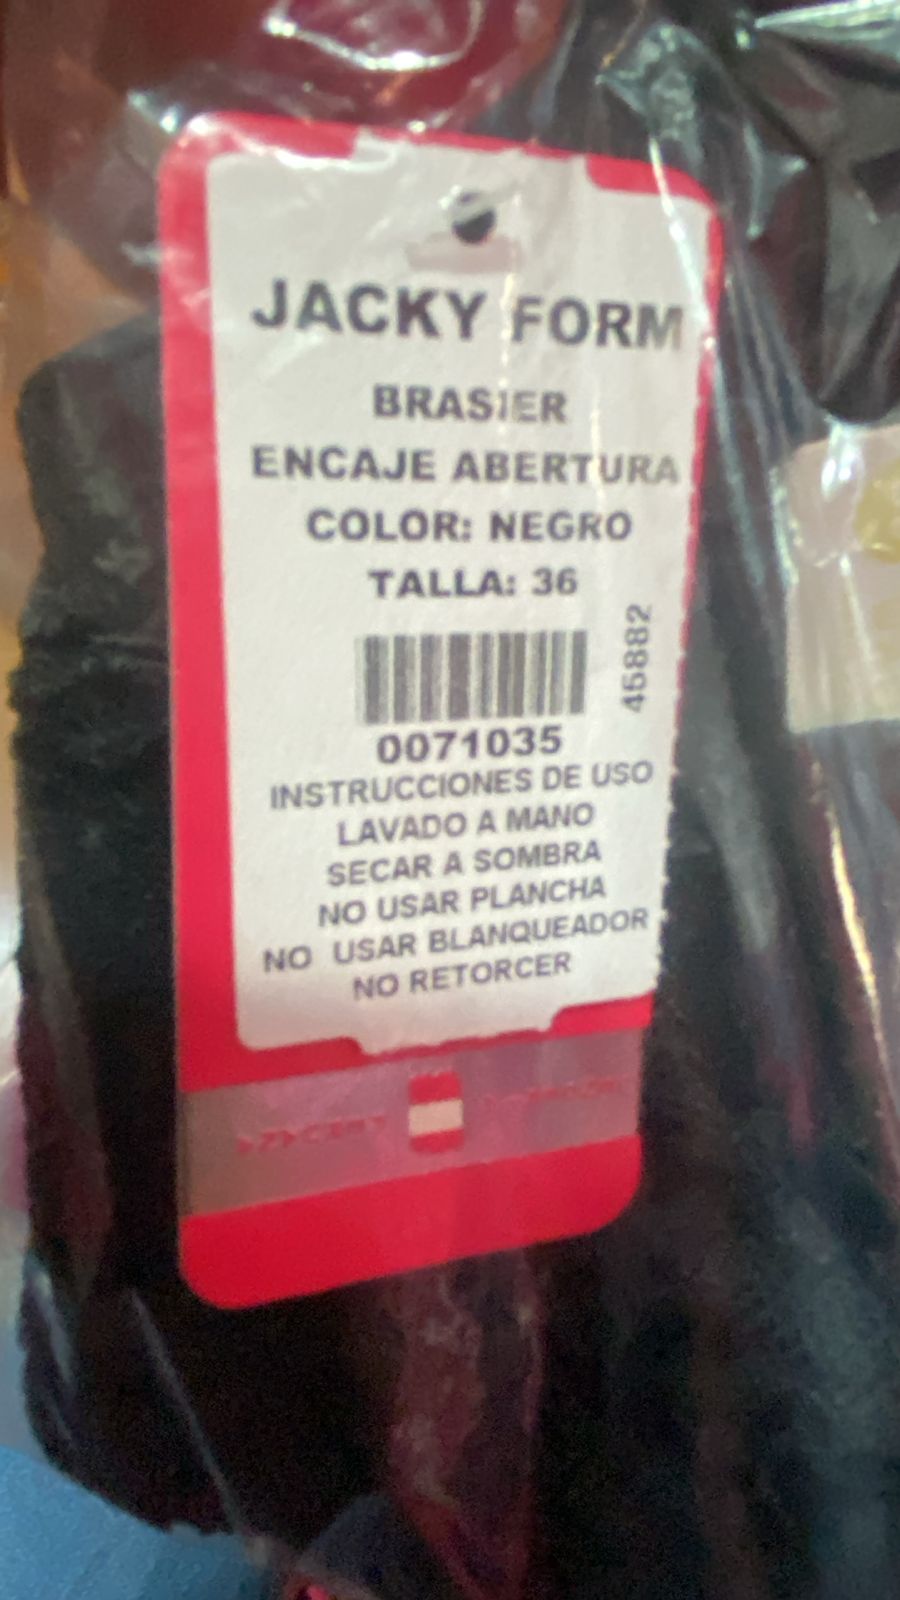 JACKY FORM
BRASIER
ENCAJE ABERTURA
COLOR: NEGRO
TALLA: 36
45882
0071035
INSTRUCCIONES DE USO
LAVADO A MANO
SECAR A SOMBRA
NO USAR PLANCHA
NO USAR BLANQUEADOR
NO RETORCER